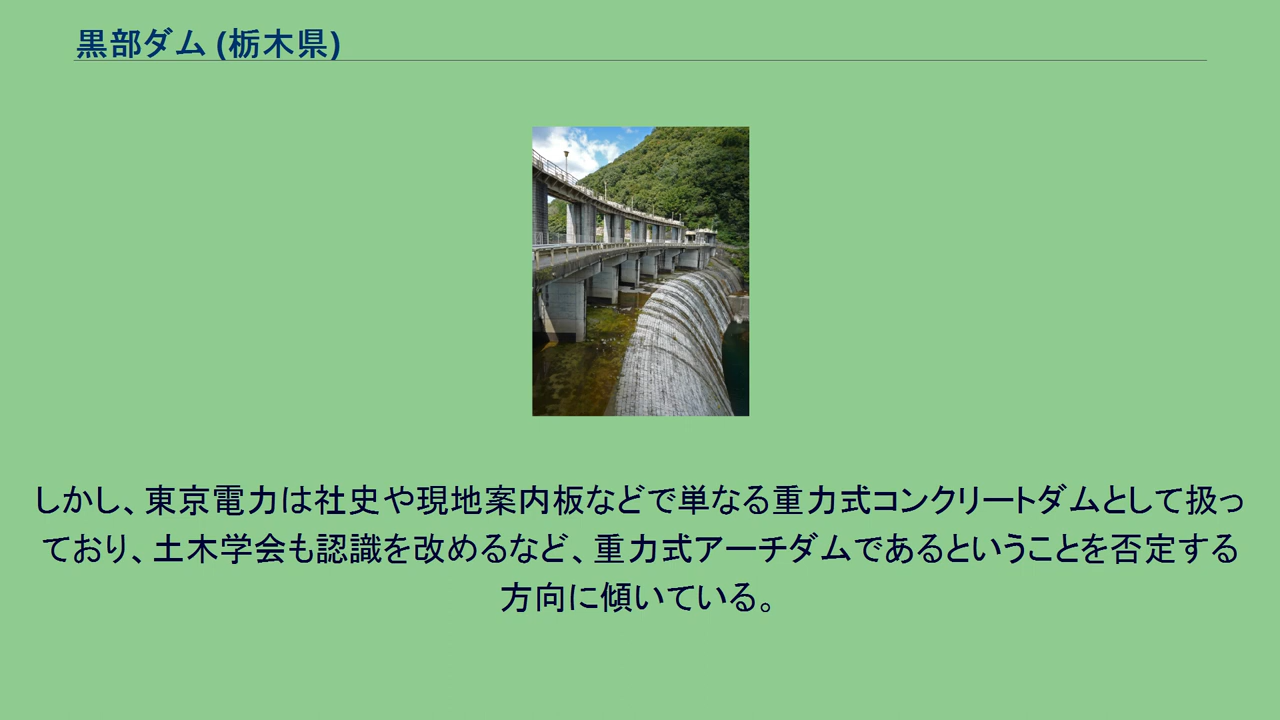 黒部ダム (栃木県)
しかし、東京電力は社史や現地案内板などで単なる重力式コンクリートダムとして扱っ
ており、土木学会も認識を改めるなど、重力式アーチダムであるということを否定する
方向に傾いている。